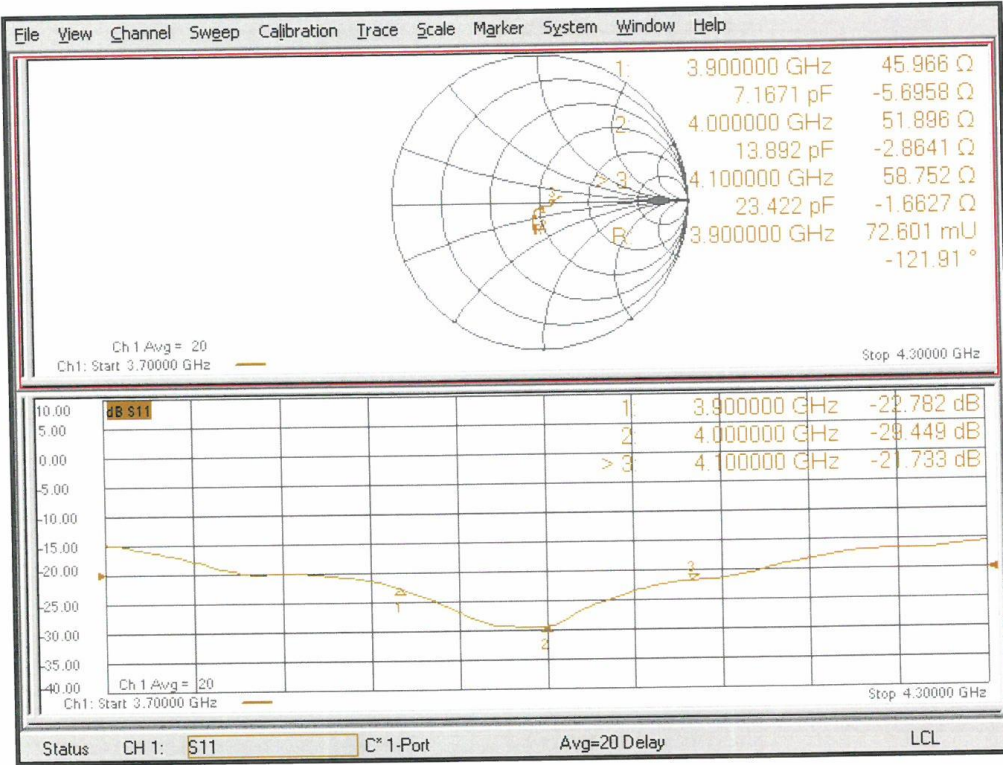 File View Channel Sweep Calibration Trace Scale Marker System Window Help
1: 3.900000 GHz 45.966 Ω
7.1671 pF -5.6958 Ω
2: 4.000000 GHz 51.896 Ω
13.892 pF -2.8641 Ω
> 3: 4.100000 GHz 58.752 Ω
23.422 pF -1.6627 Ω
R: 3.900000 GHz 72.601 mU
-121.91 °
3
Ch 1 Avg = 20
Ch1: Start 3.70000 GHz
Stop 4.30000 GHz
dB S11
10.00
5.00
0.00
-5.00
-10.00
-15.00
-20.00
-25.00
-30.00
-35.00
-40.00
1: 3.900000 GHz -22.782 dB
2: 4.000000 GHz -29.449 dB
> 3: 4.100000 GHz -21.733 dB
1
2
3
Ch 1 Avg = 20
Ch1: Start 3.70000 GHz
Stop 4.30000 GHz
Status CH 1: S11 C* 1-Port Avg=20 Delay LCL